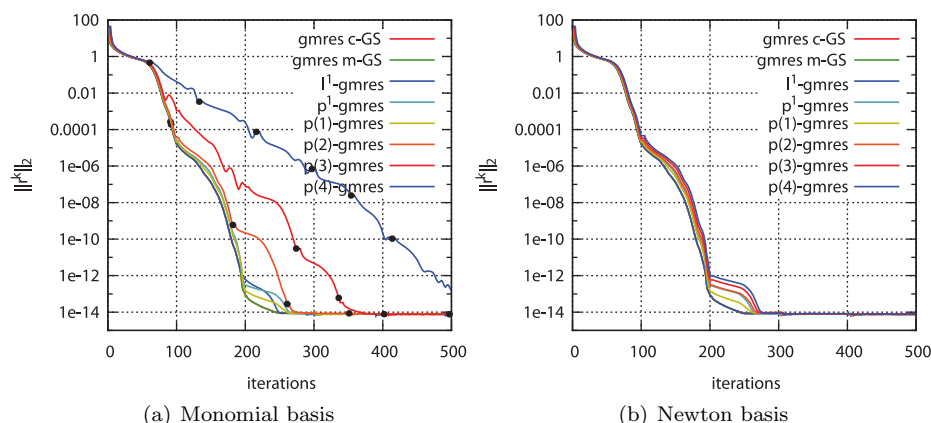 100
1
0.01
0.0001
1e-06
1e-08
1e-10
1e-12
1e-14
||r^k||_2
0 100 200 300 400 500
iterations
gmres c-GS
gmres m-GS
l^1-gmres
p^1-gmres
p(1)-gmres
p(2)-gmres
p(3)-gmres
p(4)-gmres
(a) Monomial basis
100
1
0.01
0.0001
1e-06
1e-08
1e-10
1e-12
1e-14
||r^k||_2
0 100 200 300 400 500
iterations
gmres c-GS
gmres m-GS
l^1-gmres
p^1-gmres
p(1)-gmres
p(2)-gmres
p(3)-gmres
p(4)-gmres
(b) Newton basis